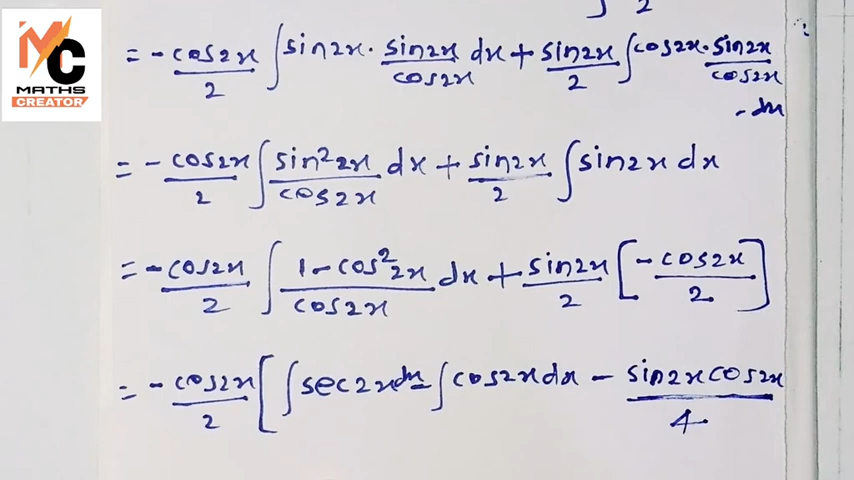 ∫ 2
MC
MATHS
CREATOR
= -cos2x/2 ∫ sin2x · sin2x/cos2x dx + sin2x/2 ∫ cos2x · sin2x/cos2x
· dx
= -cos2x/2 ∫ sin²2x/cos2x dx + sin2x/2 ∫ sin2x dx
= -cos2x/2 ∫ 1-cos²2x/cos2x dx + sin2x/2 [-cos2x/2]
= -cos2x/2 [∫ sec2x dx - ∫ cos2x dx - sin2x cos2x/4